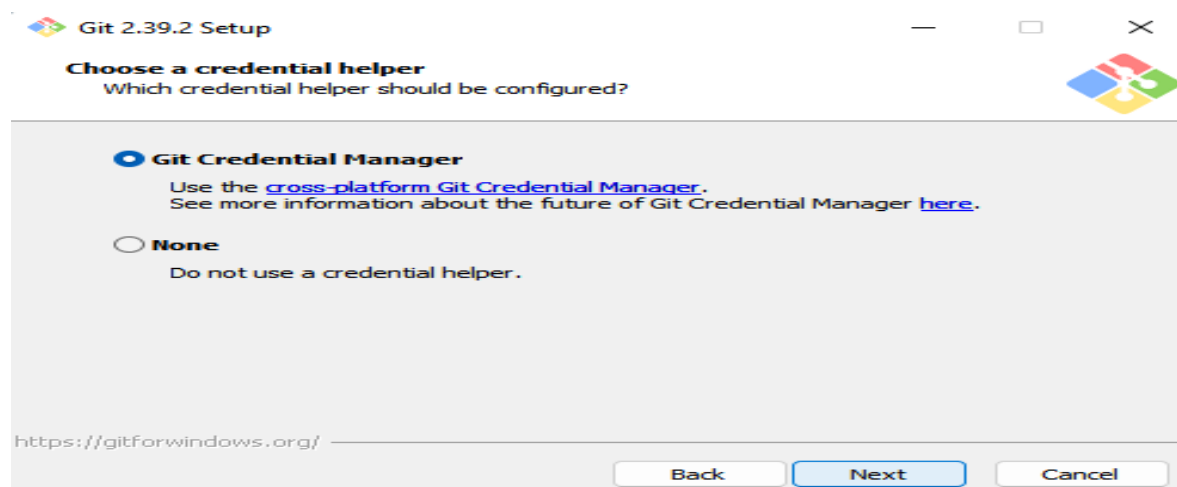 Git 2.39.2 Setup
Choose a credential helper
Which credential helper should be configured?
Git Credential Manager
Use the cross-platform Git Credential Manager.
See more information about the future of Git Credential Manager here.
None
Do not use a credential helper.
https://gitforwindows.org/
Back Next Cancel